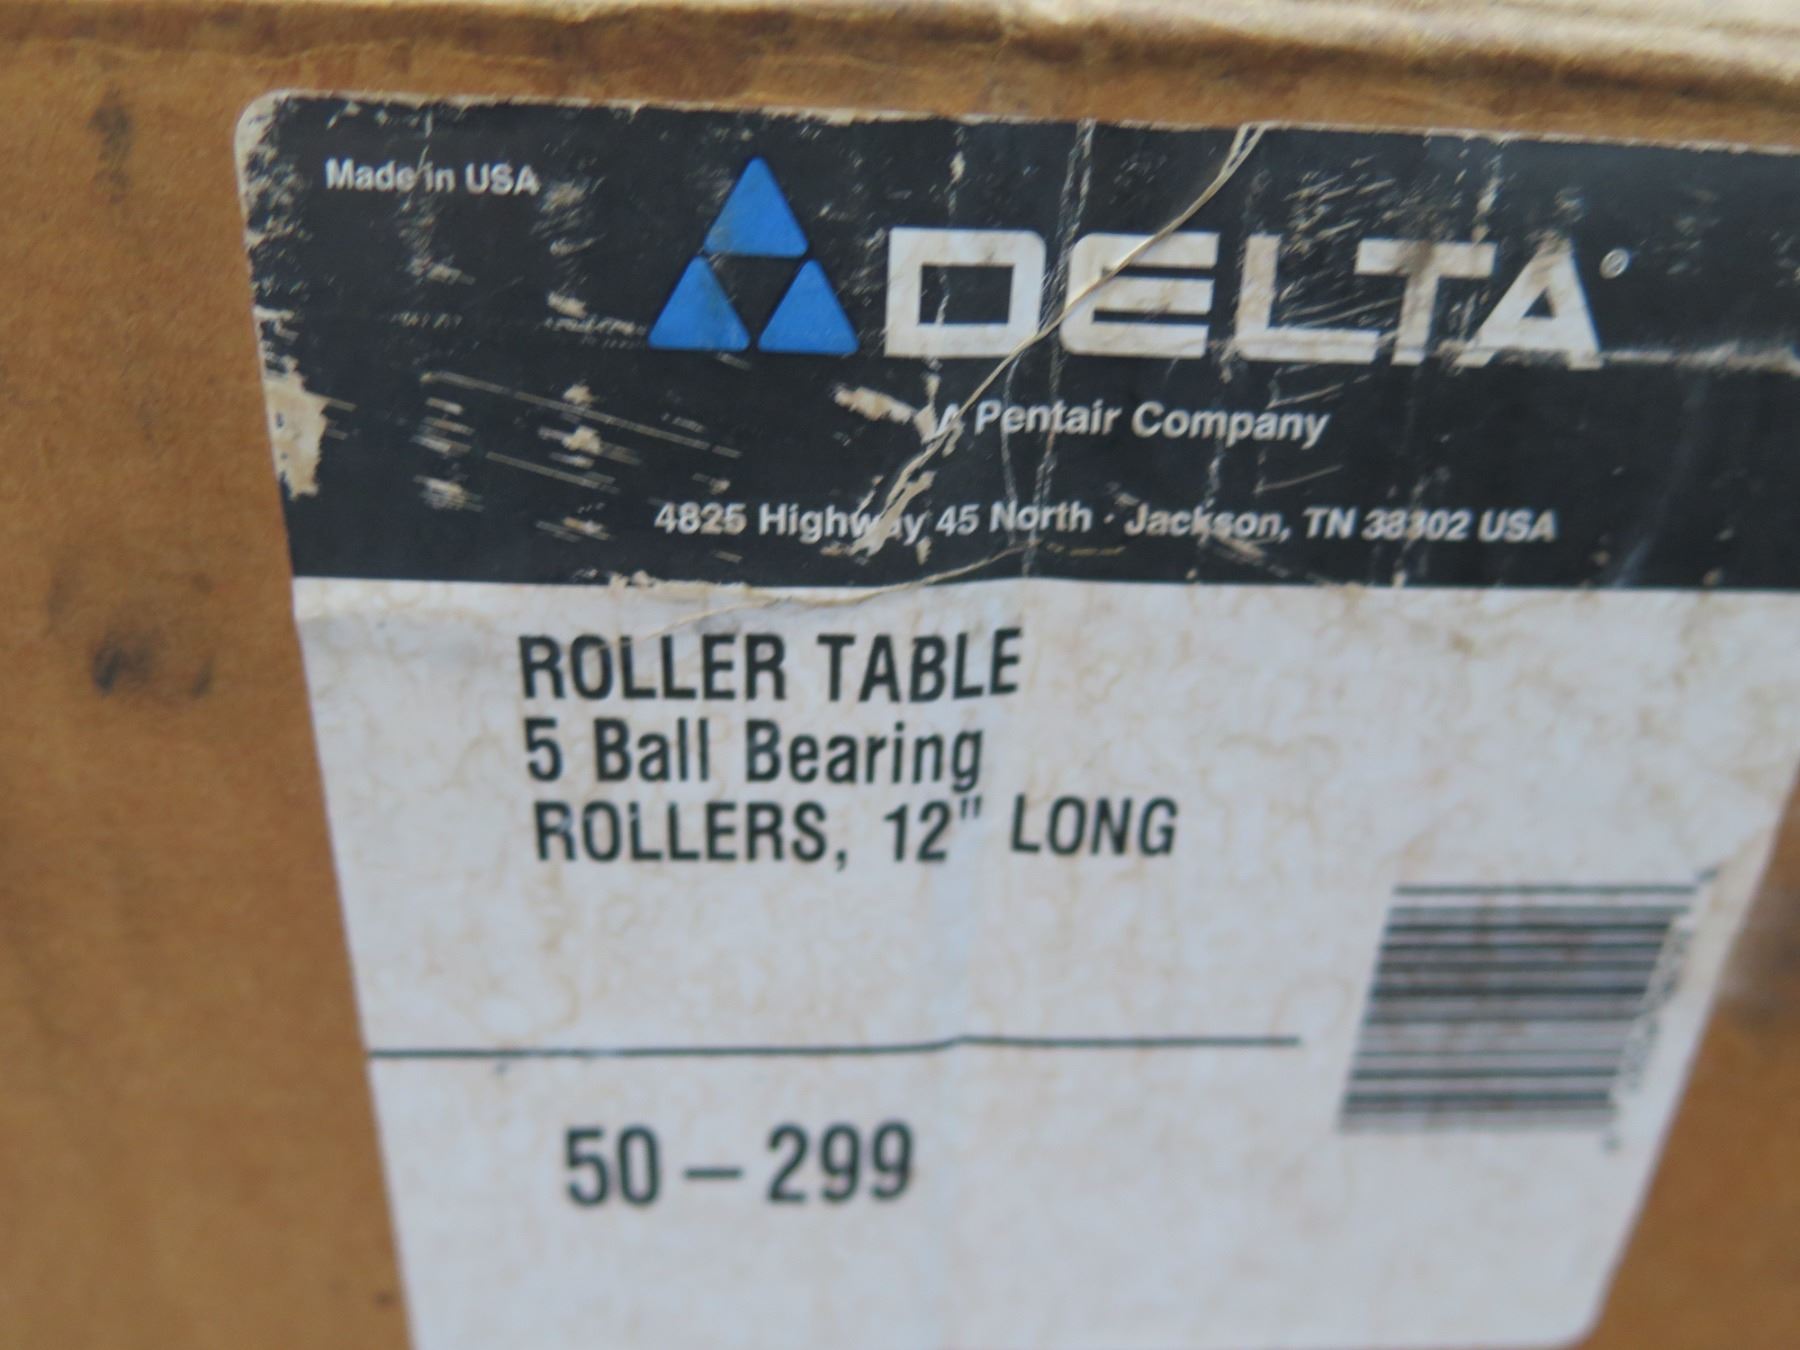 Made in USA
DELTA®
A Pentair Company
4825 Highway 45 North · Jackson, TN 38302 USA
ROLLER TABLE
5 Ball Bearing
ROLLERS, 12" LONG
50-299